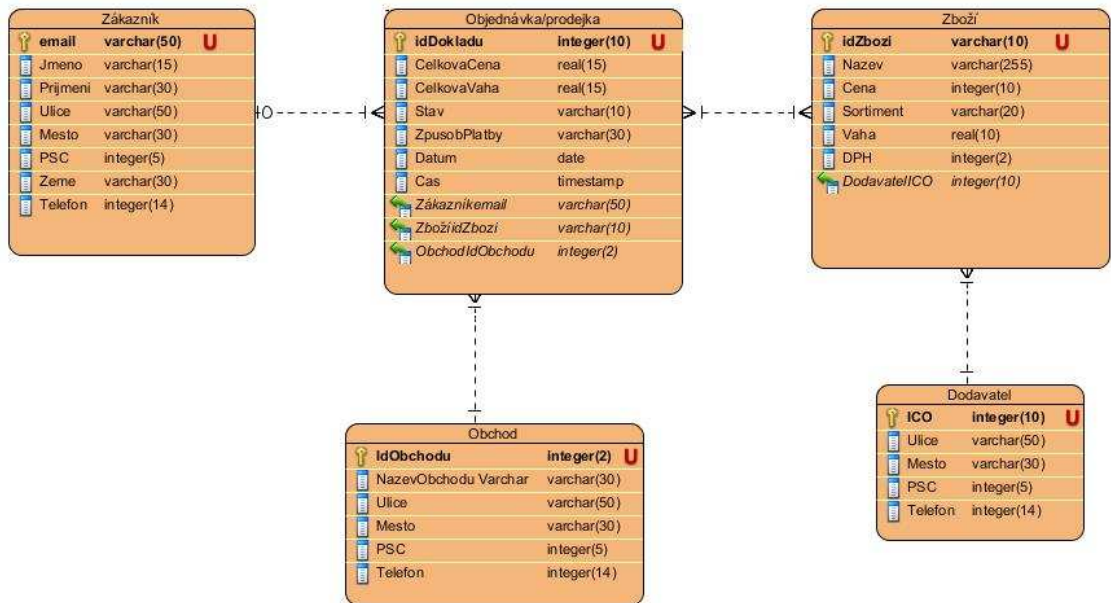 Zákazník
email varchar(50) U
Jmeno varchar(15)
Prijmeni varchar(30)
Ulice varchar(50)
Mesto varchar(30)
PSC integer(5)
Zeme varchar(30)
Telefon integer(14)
Objednávka/prodejka
idDokladu integer(10) U
CelkovaCena real(15)
CelkovaVaha real(15)
Stav varchar(10)
ZpusobPlatby varchar(30)
Datum date
Cas timestamp
Zákazníkemail varchar(50)
ZbožíidZbozi varchar(10)
ObchodIdObchodu integer(2)
Zboží
idZbozi varchar(10) U
Nazev varchar(255)
Cena integer(10)
Sortiment varchar(20)
Vaha real(10)
DPH integer(2)
DodavatelICO integer(10)
Obchod
IdObchodu integer(2) U
NazevObchodu Varchar varchar(30)
Ulice varchar(50)
Mesto varchar(30)
PSC integer(5)
Telefon integer(14)
Dodavatel
ICO integer(10) U
Ulice varchar(50)
Mesto varchar(30)
PSC integer(5)
Telefon integer(14)